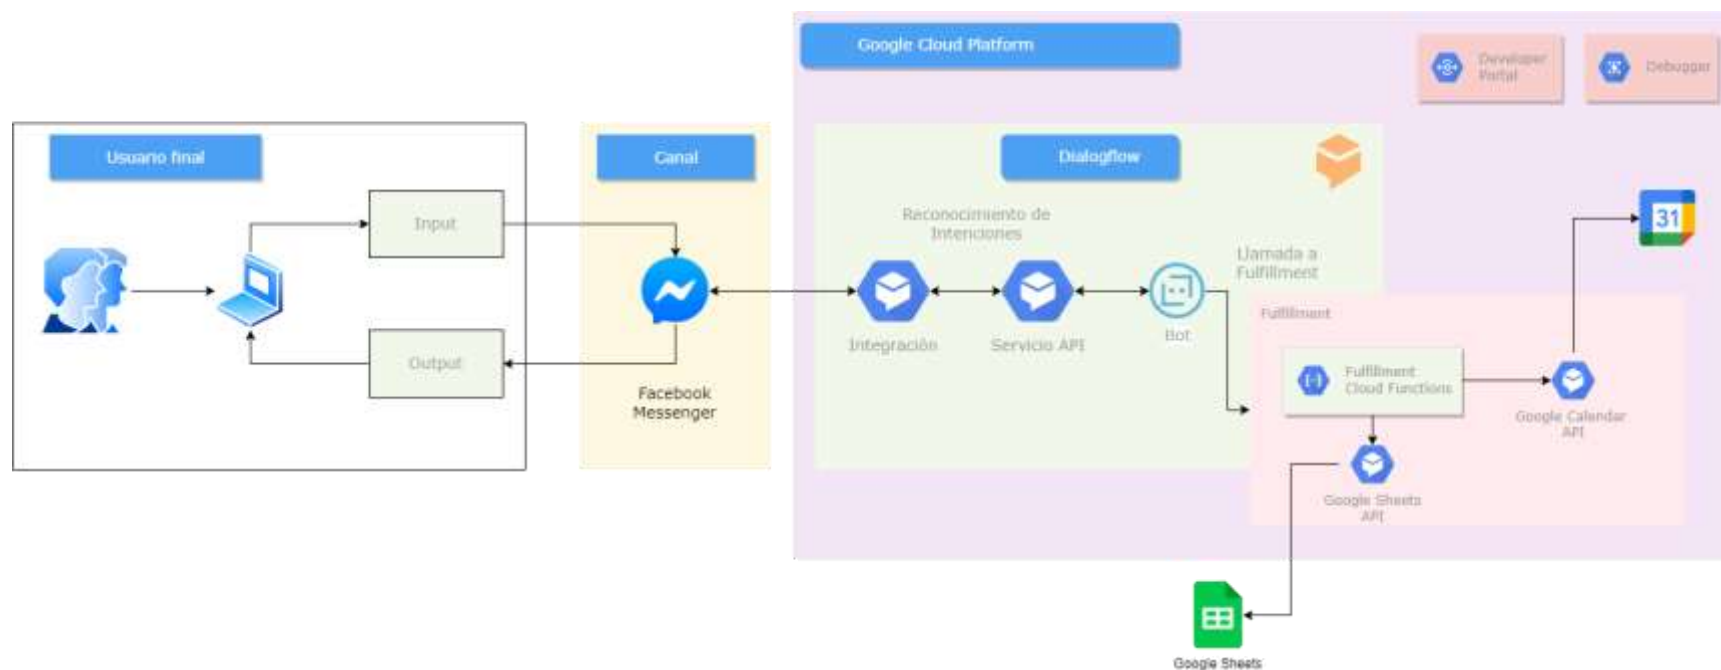 Google Cloud Platform
Developer
Portal
Debugger
Usuario final
Canal
Dialogflow
Input
Output
Facebook
Messenger
Reconocimiento de
Intenciones
Integración
Servicio API
Bot
Llamada a
Fulfillment
Fulfillment
Fulfillment
Cloud Functions
Google Calendar
API
Google Sheets
API
31
Google Sheets